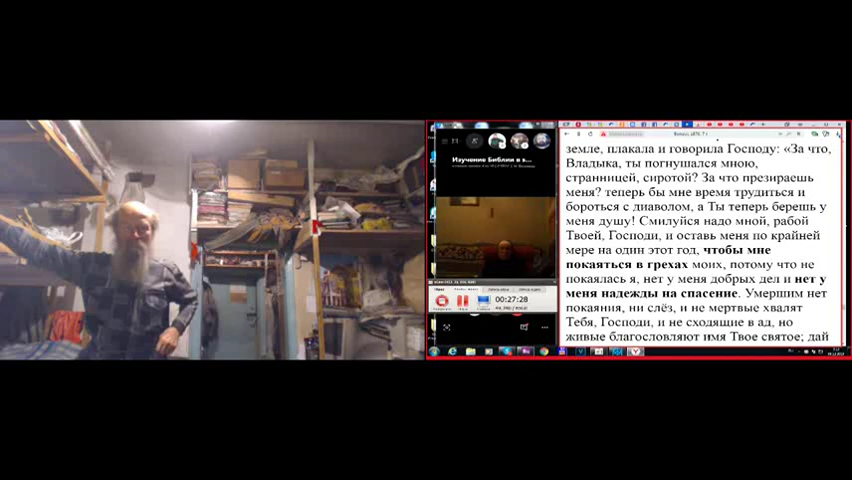 Изучение Библии в в...
00:27:28
земле, плакала и говорила Господу: «За что,
Владыка, ты погнушался мною,
странницей, сиротой? За что презираешь
меня? теперь бы мне время трудиться и
бороться с диаволом, а Ты теперь берешь у
меня душу! Смилуйся надо мной, рабой
Твоей, Господи, и оставь меня по крайней
мере на один этот год, чтобы мне
покаяться в грехах моих, потому что не
покаялась я, нет у меня добрых дел и нет у
меня надежды на спасение. Умершим нет
покаяния, ни слёз, и не мертвые хвалят
Тебя, Господи, и не сходящие в ад, но
живые благословляют имя Твое святое; дай